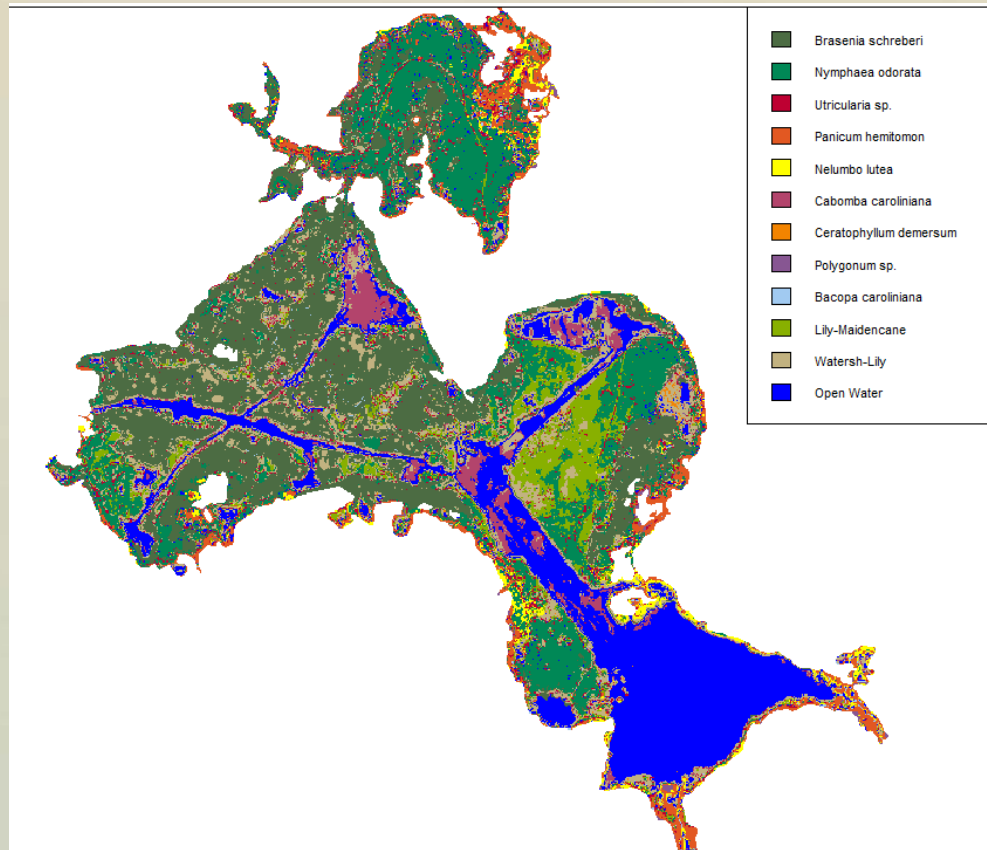 Brasenia schreberi
Nymphaea odorata
Utricularia sp.
Panicum hemitomon
Nelumbo lutea
Cabomba caroliniana
Ceratophyllum demersum
Polygonum sp.
Bacopa caroliniana
Lily-Maidencane
Watersh-Lily
Open Water